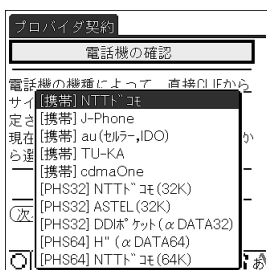 プロバイダ契約
電話機の確認
電話機の機種によって、直接CLIEから
サイ
定さ
現在
か
ら選
[携帯] NTTﾄﾞｺﾓ
[携帯] J-Phone
[携帯] au(ｾﾙﾗｰ,IDO)
[携帯] TU-KA
[携帯] cdmaOne
[PHS32] NTTﾄﾞｺﾓ(32K)
[PHS32] ASTEL(32K)
[PHS32] DDIﾎﾟｹｯﾄ(αDATA32)
[PHS64] H"(αDATA64)
[PHS64] NTTﾄﾞｺﾓ(64K)
次
あ